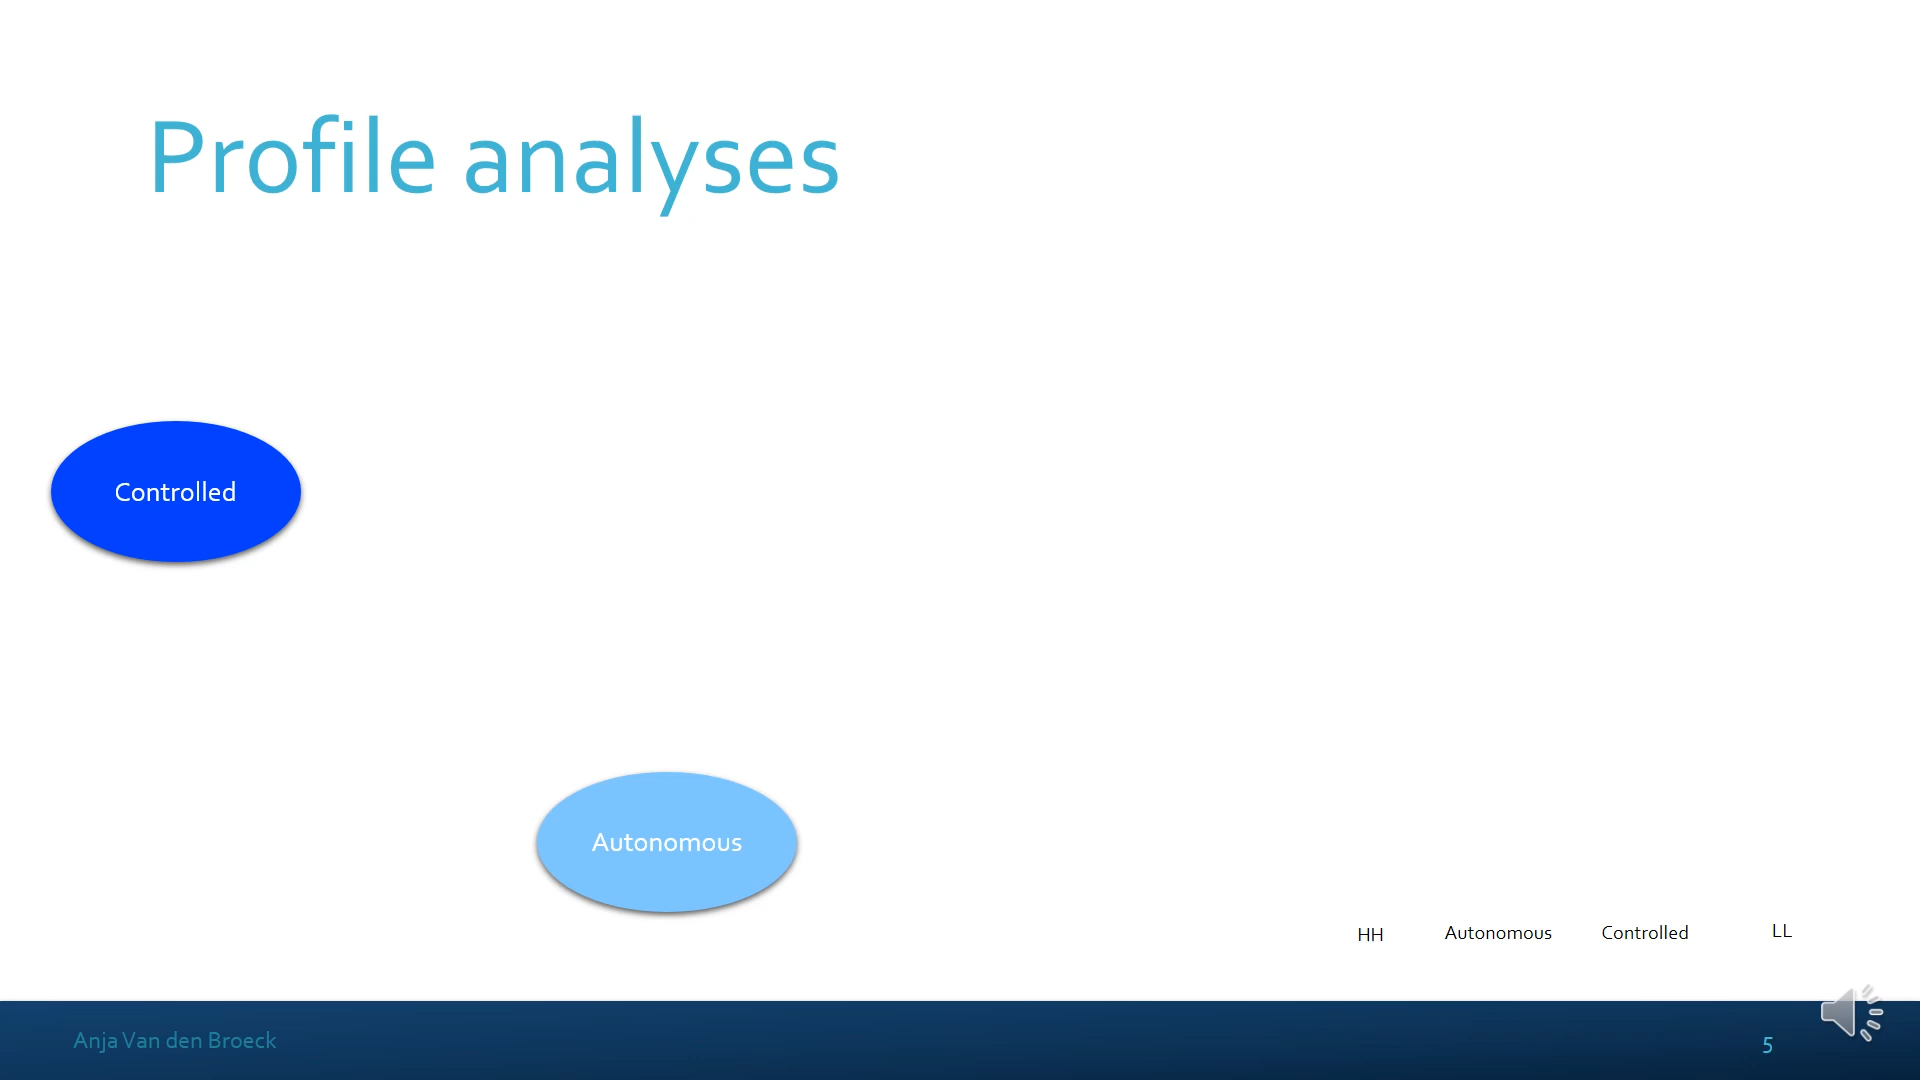 Profile analyses
Controlled
Autonomous
HH Autonomous Controlled LL
Anja Van den Broeck
5